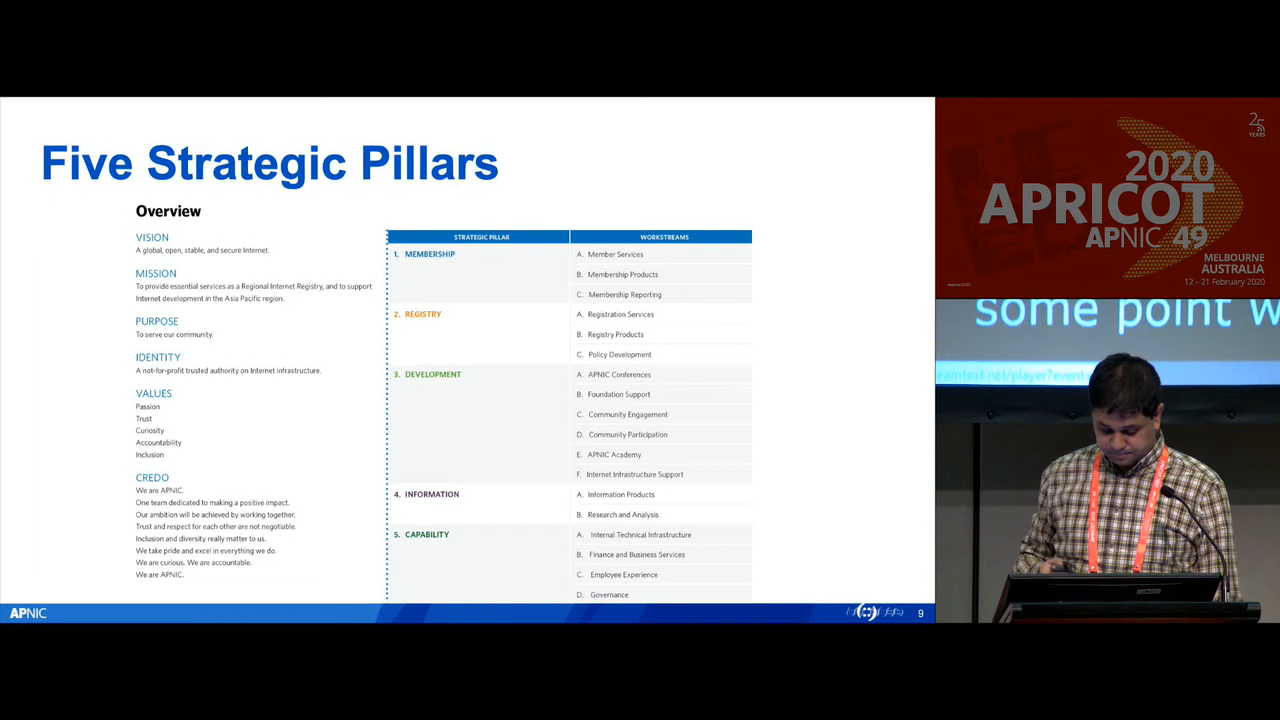 Five Strategic Pillars
Overview
VISION
A global, open, stable, and secure Internet.
MISSION
To provide essential services as a Regional Internet Registry, and to support
Internet development in the Asia Pacific region.
PURPOSE
To serve our community.
IDENTITY
A not-for-profit trusted authority on Internet infrastructure.
VALUES
Passion
Trust
Curiosity
Accountability
Inclusion
CREDO
We are APNIC.
One team dedicated to making a positive impact.
Our ambition will be achieved by working together.
Trust and respect for each other are not negotiable.
Inclusion and diversity really matter to us.
We take pride and excel in everything we do.
We are curious. We are accountable.
We are APNIC.
STRATEGIC PILLAR WORKSTREAMS
1. MEMBERSHIP A. Member Services
B. Membership Products
C. Membership Reporting
2. REGISTRY A. Registration Services
B. Registry Products
C. Policy Development
3. DEVELOPMENT A. APNIC Conferences
B. Foundation Support
C. Community Engagement
D. Community Participation
E. APNIC Academy
F. Internet Infrastructure Support
4. INFORMATION A. Information Products
B. Research and Analysis
5. CAPABILITY A. Internal Technical Infrastructure
B. Finance and Business Services
C. Employee Experience
D. Governance
APNIC
9
25
YEARS
2020
APRICOT
APNIC 49
MELBOURNE
AUSTRALIA
12 – 21 February 2020
some point w
eamtext.net/player?event